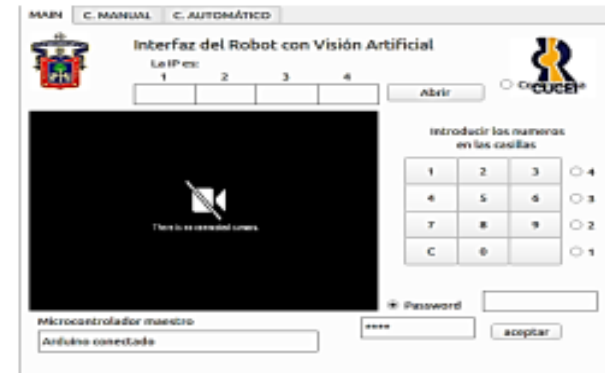 MAIN C. MANUAL C. AUTOMÁTICO
Interfaz del Robot con Visión Artificial
La IP es:
1 2 3 4
Abrir
CUCEI
Introducir los numeros
en las casillas
1 2 3 4
4 5 6 3
7 8 9 2
C 0 1
There is no connected camera.
Password
Microcontrolador maestro
****
aceptar
Arduino conectado